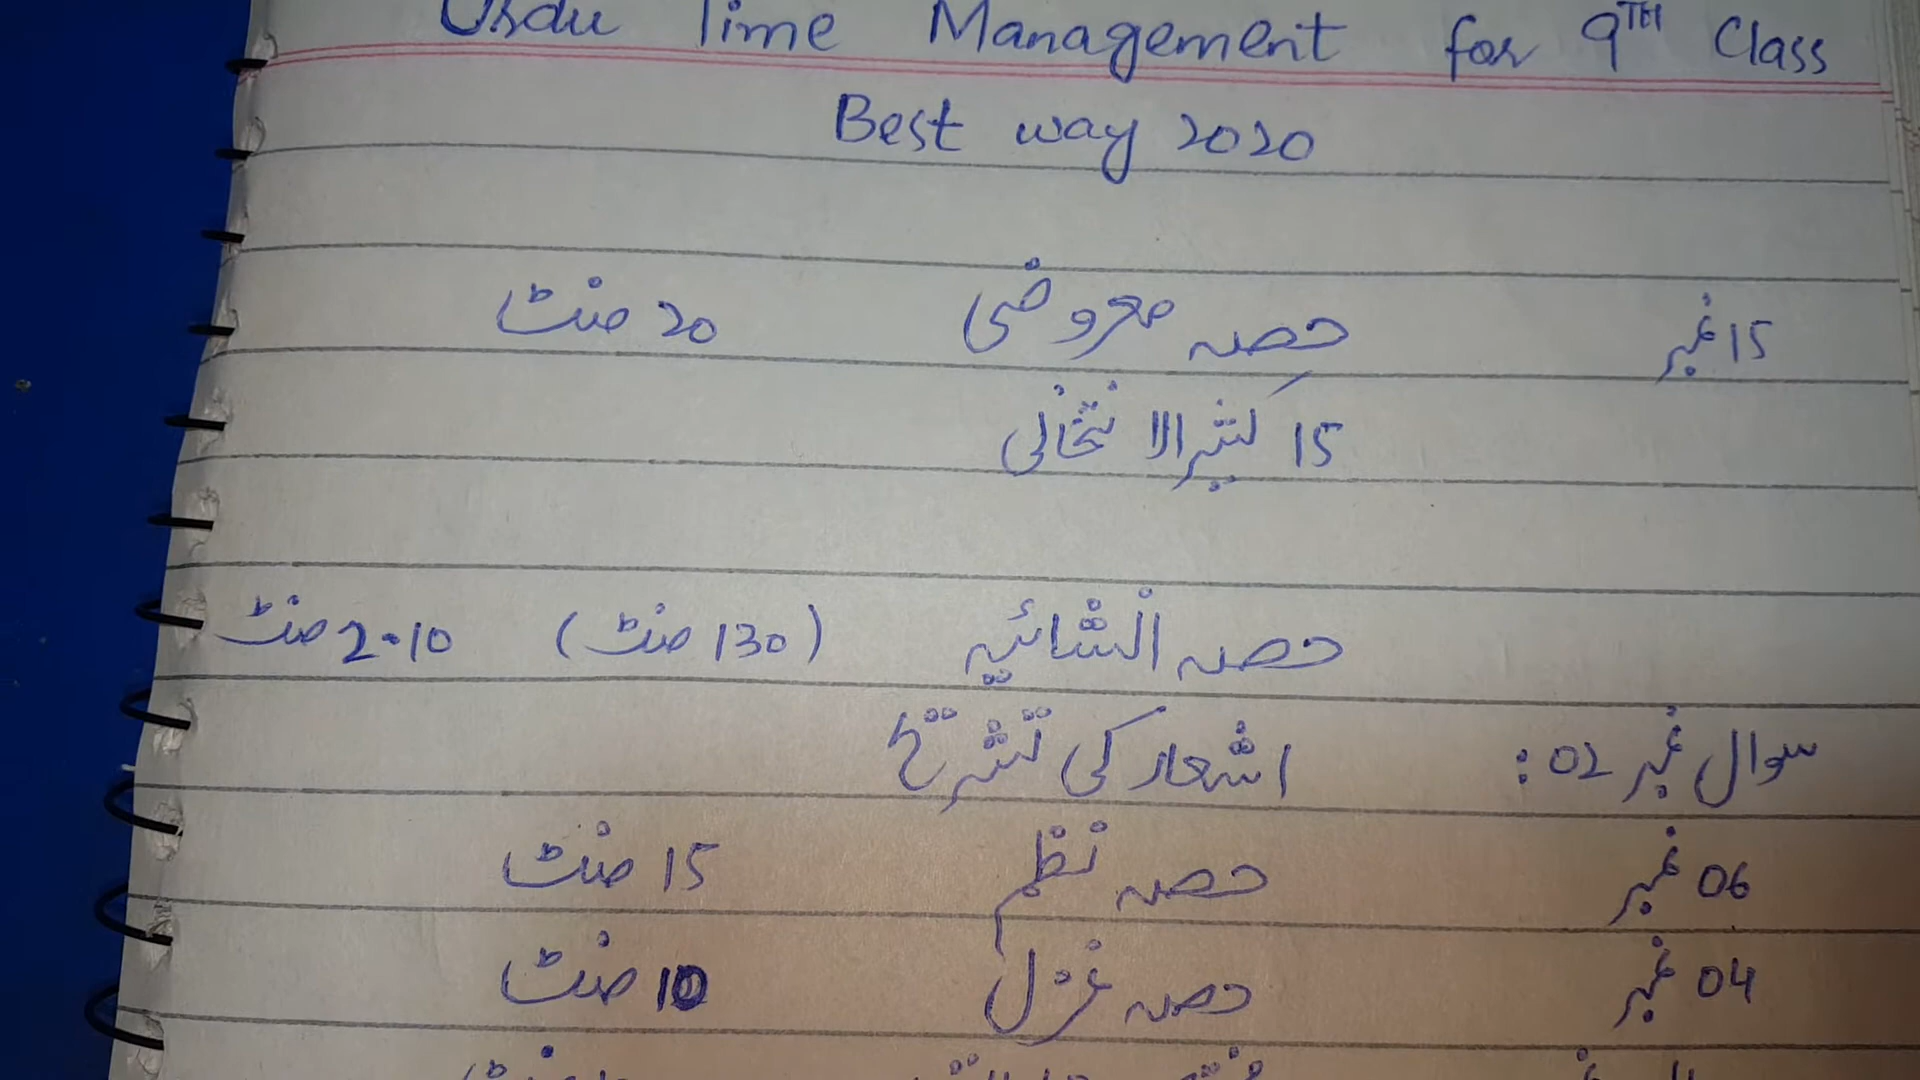 Urdu Time Management for 9TH Class
Best way 2020
15 نمبر حصہ معروضی 20 منٹ
15 کثیرالانتخابی
حصہ انشائیہ (130 منٹ) 2.10 منٹ
سوال نمبر 02: اشعار کی تشریح
06 نمبر حصہ نظم 15 منٹ
04 نمبر حصہ غزل 10 منٹ